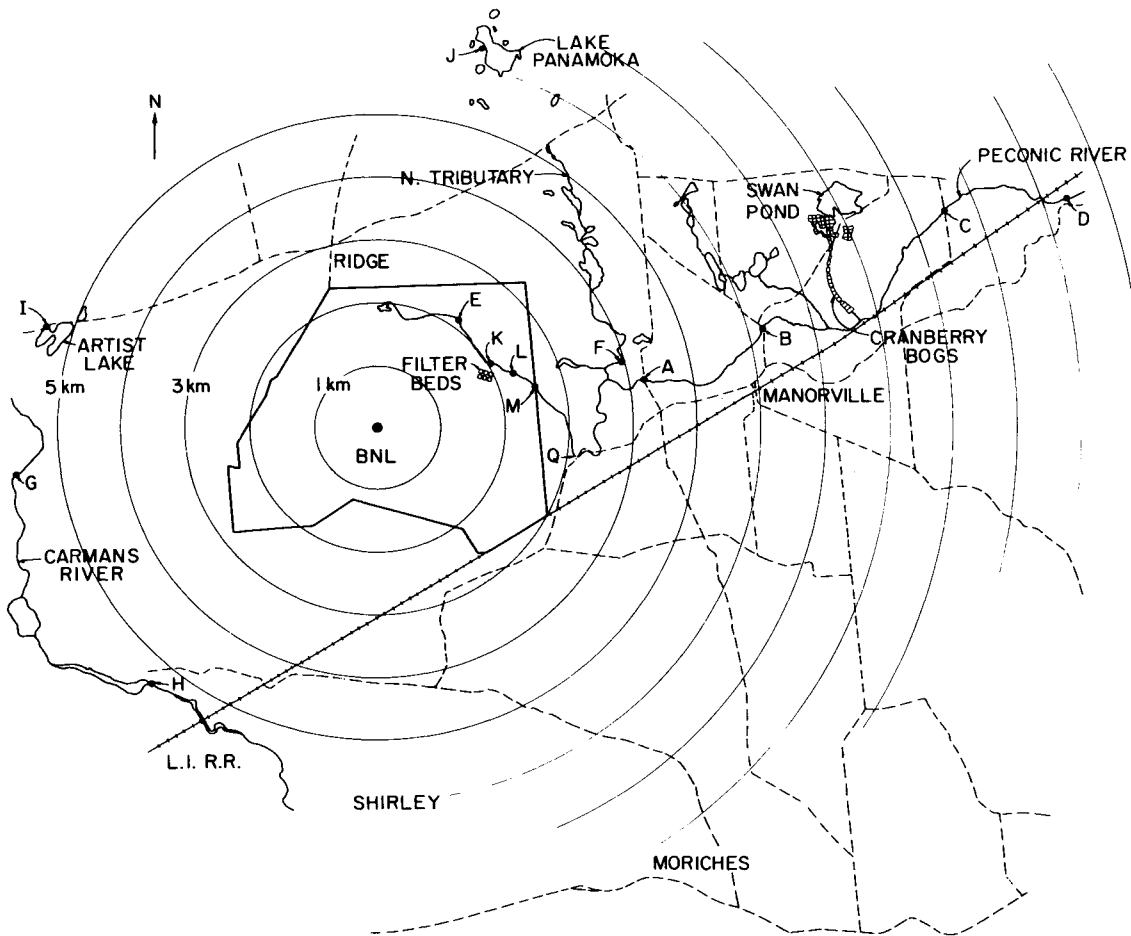 J
LAKE
PANAMOKA
N
N. TRIBUTARY
PECONIC RIVER
SWAN
POND
C
D
RIDGE
I
ARTIST
LAKE
E
K
L
FILTER
BEDS
F
A
B
CRANBERRY
BOGS
5 km
3 km
1 km
M
MANORVILLE
BNL
Q
G
CARMANS
RIVER
H
L.I. R.R.
SHIRLEY
MORICHES